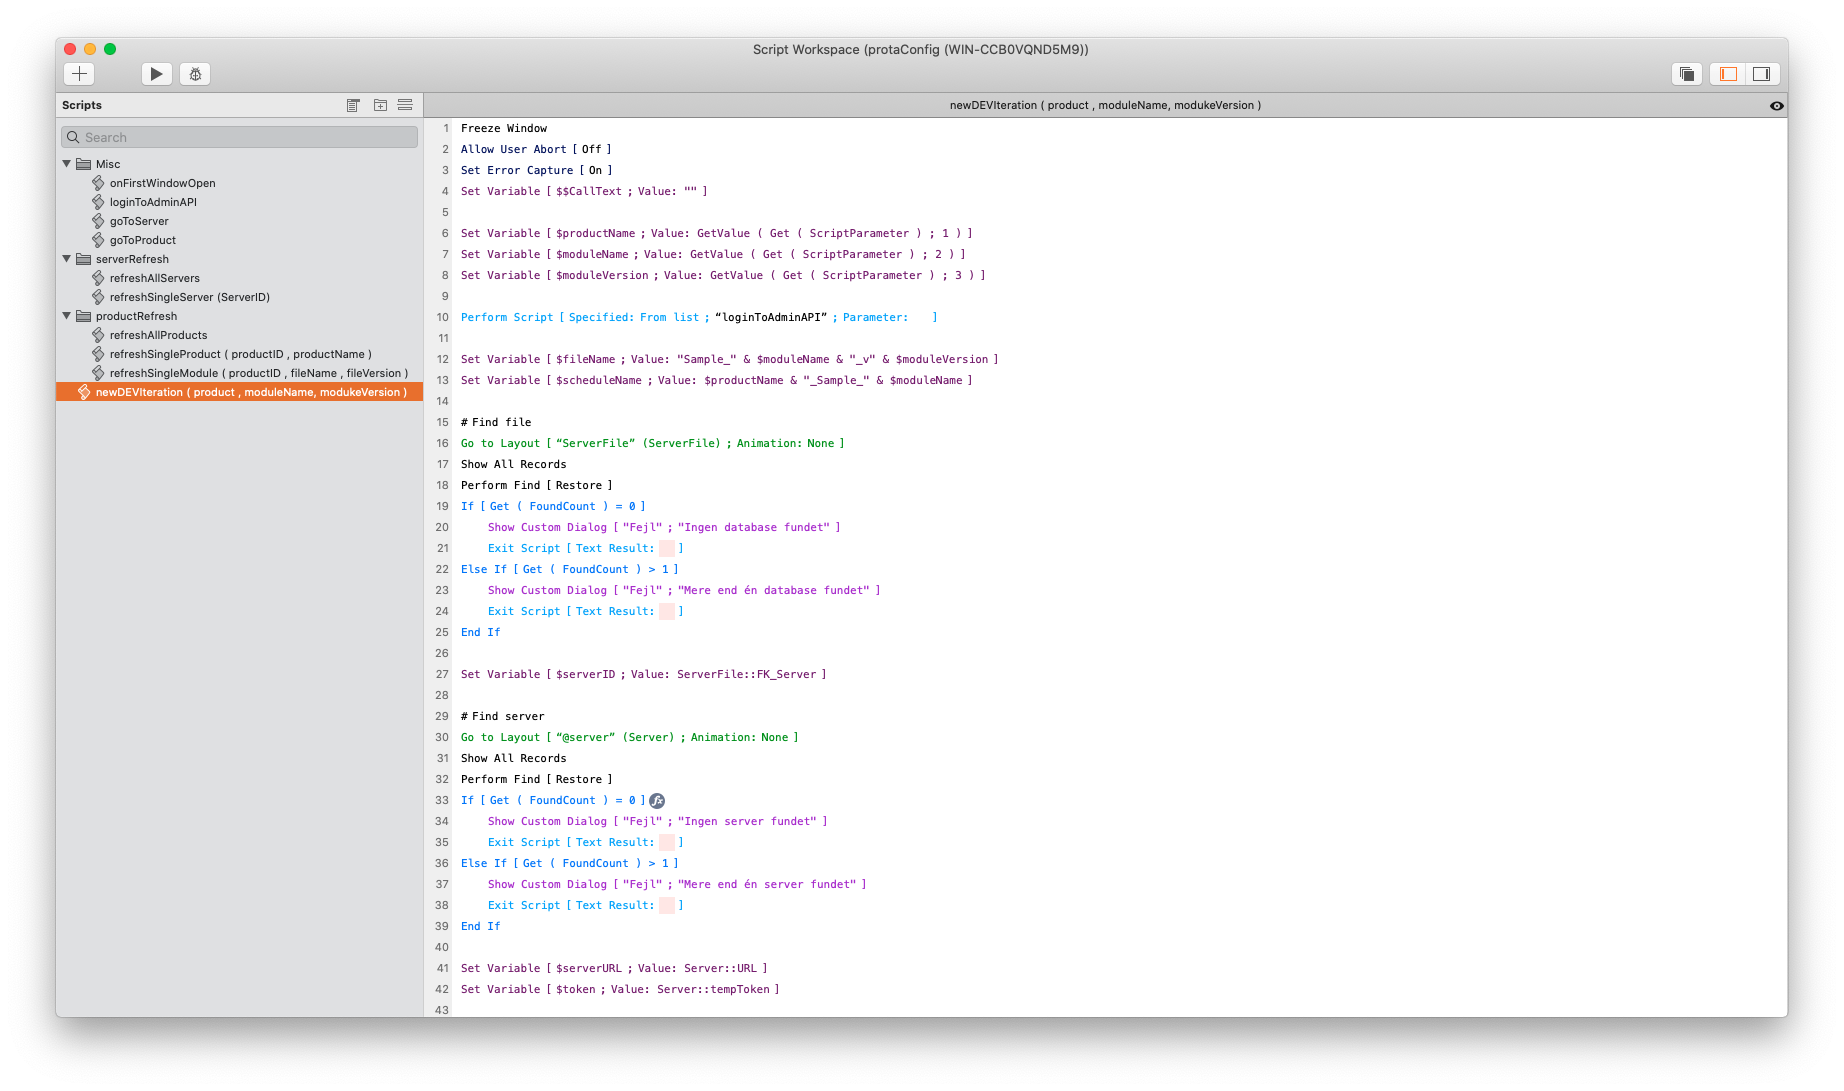 Script Workspace (protaConfig (WIN-CCB0VQND5M9))
Scripts
Search
Misc
onFirstWindowOpen
loginToAdminAPI
goToServer
goToProduct
serverRefresh
refreshAllServers
refreshSingleServer (ServerID)
productRefresh
refreshAllProducts
refreshSingleProduct ( productID , productName )
refreshSingleModule ( productID , fileName , fileVersion )
newDEVIteration ( product , moduleName, modukeVersion )
newDEVIteration ( product , moduleName, modukeVersion )
1 Freeze Window
2 Allow User Abort [ Off ]
3 Set Error Capture [ On ]
4 Set Variable [ $$CallText ; Value: "" ]
5
6 Set Variable [ $productName ; Value: GetValue ( Get ( ScriptParameter ) ; 1 ) ]
7 Set Variable [ $moduleName ; Value: GetValue ( Get ( ScriptParameter ) ; 2 ) ]
8 Set Variable [ $moduleVersion ; Value: GetValue ( Get ( ScriptParameter ) ; 3 ) ]
9
10 Perform Script [ Specified: From list ; “loginToAdminAPI” ; Parameter: ]
11
12 Set Variable [ $fileName ; Value: "Sample_" & $moduleName & "_v" & $moduleVersion ]
13 Set Variable [ $scheduleName ; Value: $productName & "_Sample_" & $moduleName ]
14
15 # Find file
16 Go to Layout [ “ServerFile” (ServerFile) ; Animation: None ]
17 Show All Records
18 Perform Find [ Restore ]
19 If [ Get ( FoundCount ) = 0 ]
20 Show Custom Dialog [ "Fejl" ; "Ingen database fundet" ]
21 Exit Script [ Text Result: ]
22 Else If [ Get ( FoundCount ) > 1 ]
23 Show Custom Dialog [ "Fejl" ; "Mere end én database fundet" ]
24 Exit Script [ Text Result: ]
25 End If
26
27 Set Variable [ $serverID ; Value: ServerFile::FK_Server ]
28
29 # Find server
30 Go to Layout [ “@server” (Server) ; Animation: None ]
31 Show All Records
32 Perform Find [ Restore ]
33 If [ Get ( FoundCount ) = 0 ] fx
34 Show Custom Dialog [ "Fejl" ; "Ingen server fundet" ]
35 Exit Script [ Text Result: ]
36 Else If [ Get ( FoundCount ) > 1 ]
37 Show Custom Dialog [ "Fejl" ; "Mere end én server fundet" ]
38 Exit Script [ Text Result: ]
39 End If
40
41 Set Variable [ $serverURL ; Value: Server::URL ]
42 Set Variable [ $token ; Value: Server::tempToken ]
43